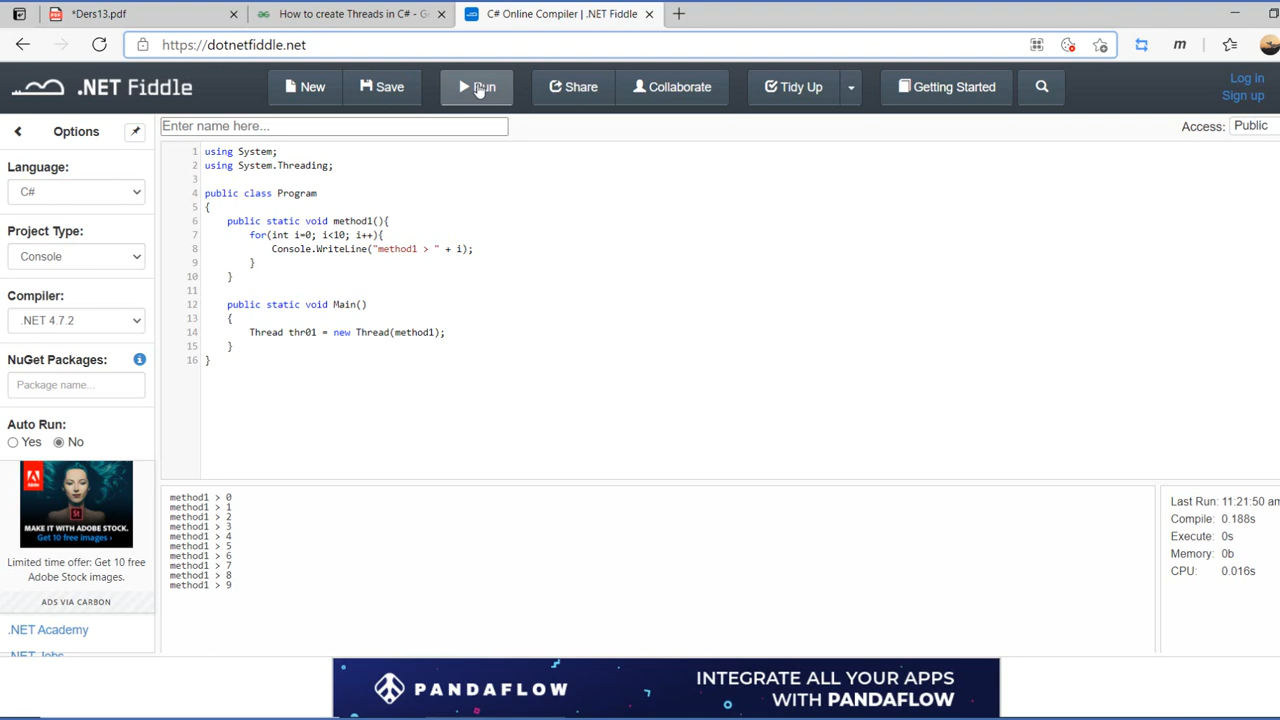 *Ders13.pdf
How to create Threads in C# - Ge
C# Online Compiler | .NET Fiddle
https://dotnetfiddle.net
m
.NET Fiddle
New
Save
Run
Share
Collaborate
Tidy Up
Getting Started
Log in
Sign up
Options
Enter name here...
Access: Public
Language:
C#
Project Type:
Console
Compiler:
.NET 4.7.2
NuGet Packages:
Package name...
Auto Run:
Yes No
MAKE IT WITH ADOBE STOCK.
Get 10 free images ›
Limited time offer: Get 10 free
Adobe Stock images.
ADS VIA CARBON
.NET Academy
.NET Jobs
1 using System;
2 using System.Threading;
3
4 public class Program
5 {
6 public static void method1(){
7 for(int i=0; i<10; i++){
8 Console.WriteLine("method1 > " + i);
9 }
10 }
11
12 public static void Main()
13 {
14 Thread thr01 = new Thread(method1);
15 }
16 }
method1 > 0
method1 > 1
method1 > 2
method1 > 3
method1 > 4
method1 > 5
method1 > 6
method1 > 7
method1 > 8
method1 > 9
Last Run: 11:21:50 am
Compile: 0.188s
Execute: 0s
Memory: 0b
CPU: 0.016s
PANDAFLOW
INTEGRATE ALL YOUR APPS
WITH PANDAFLOW